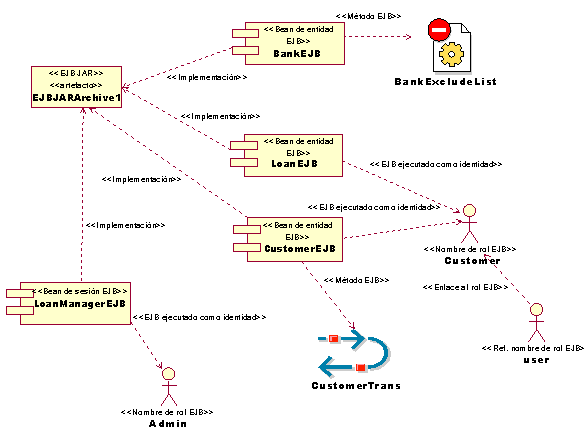 <<Método EJB>>
<<Bean de entidad
EJB>>
BankEJB
BankExcludeList
<<EJBJAR>>
<<artefacto>>
EJBJARArchive1
<<Implementación>>
<<Implementación>>
<<Bean de entidad
EJB>>
LoanEJB
<<EJB ejecutado como identidad>>
<<Implementación>>
<<EJB ejecutado como identidad>>
<<Bean de entidad
EJB>>
CustomerEJB
<<Implementación>>
<<Nombre de rol EJB>>
Customer
<<Método EJB>>
<<Enlace al rol EJB>>
<<Bean de sesión EJB>>
LoanManagerEJB
<<EJB ejecutado como identidad>>
<<Ref. nombre de rol EJB>>
user
CustomerTrans
<<Nombre de rol EJB>>
Admin